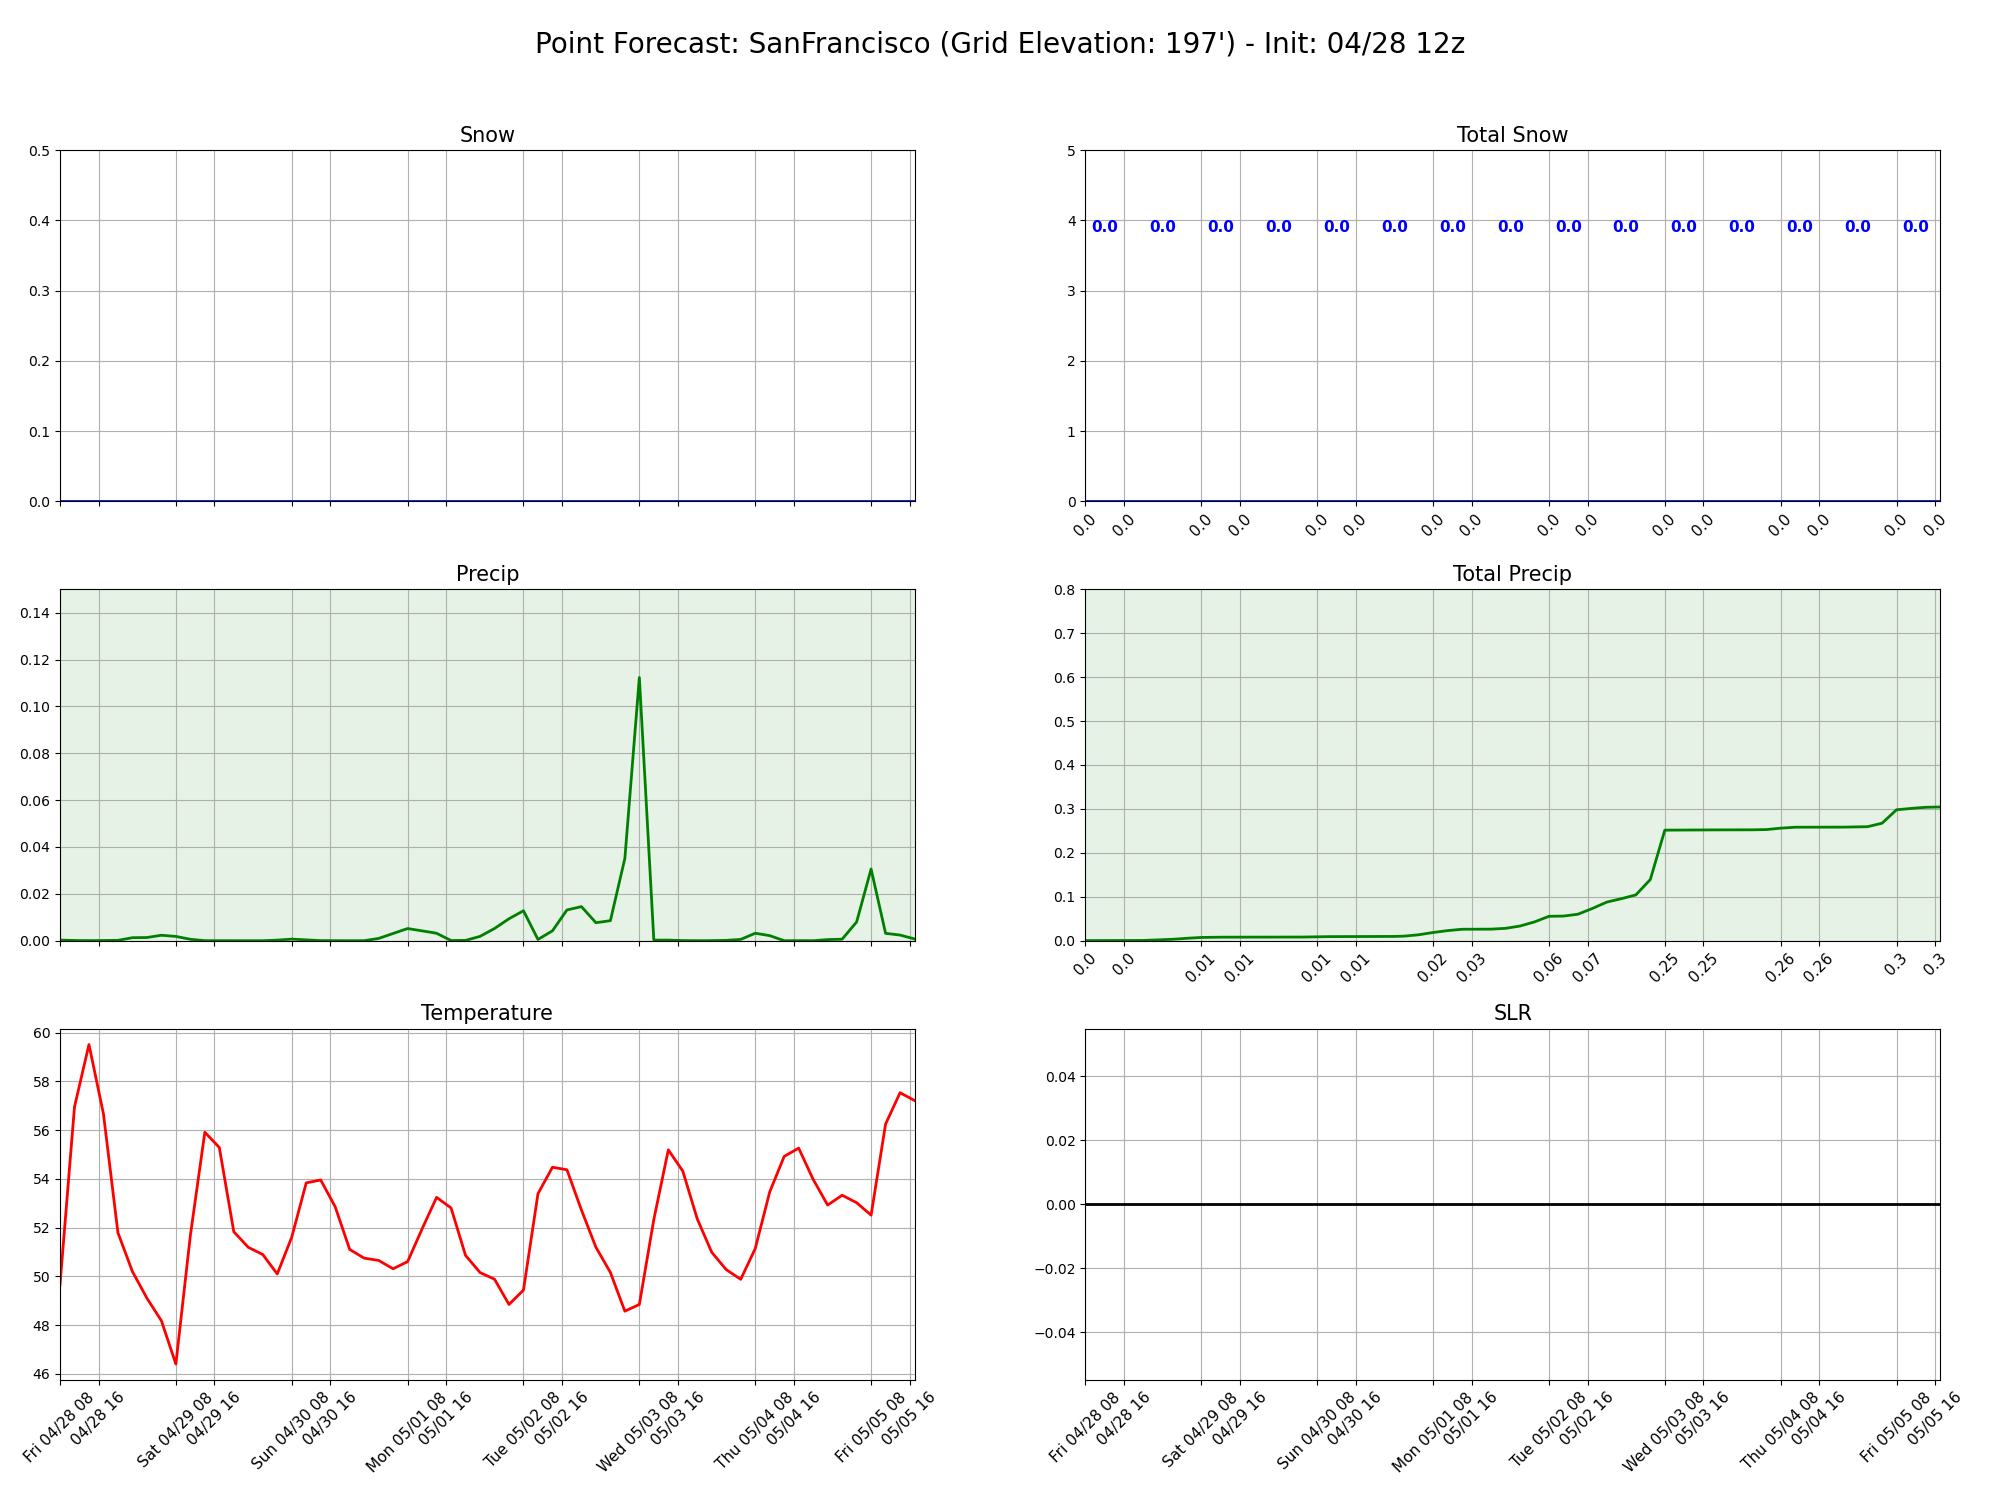 Point Forecast: SanFrancisco (Grid Elevation: 197') - Init: 04/28 12z
Snow
0.5
0.4
0.3
0.2
0.1
0.0
Total Snow
5
4
3
2
1
0
0.0 0.0 0.0 0.0 0.0 0.0 0.0 0.0 0.0 0.0 0.0 0.0 0.0 0.0 0.0
0.0 0.0 0.0 0.0 0.0 0.0 0.0 0.0 0.0 0.0 0.0 0.0 0.0 0.0 0.0 0.0
Precip
0.14
0.12
0.10
0.08
0.06
0.04
0.02
0.00
Total Precip
0.8
0.7
0.6
0.5
0.4
0.3
0.2
0.1
0.0
0.0 0.0 0.01 0.01 0.01 0.01 0.02 0.03 0.06 0.07 0.25 0.25 0.26 0.26 0.3 0.3
Temperature
60
58
56
54
52
50
48
46
Fri 04/28 08
04/28 16
Sat 04/29 08
04/29 16
Sun 04/30 08
04/30 16
Mon 05/01 08
05/01 16
Tue 05/02 08
05/02 16
Wed 05/03 08
05/03 16
Thu 05/04 08
05/04 16
Fri 05/05 08
05/05 16
SLR
0.04
0.02
0.00
−0.02
−0.04
Fri 04/28 08
04/28 16
Sat 04/29 08
04/29 16
Sun 04/30 08
04/30 16
Mon 05/01 08
05/01 16
Tue 05/02 08
05/02 16
Wed 05/03 08
05/03 16
Thu 05/04 08
05/04 16
Fri 05/05 08
05/05 16